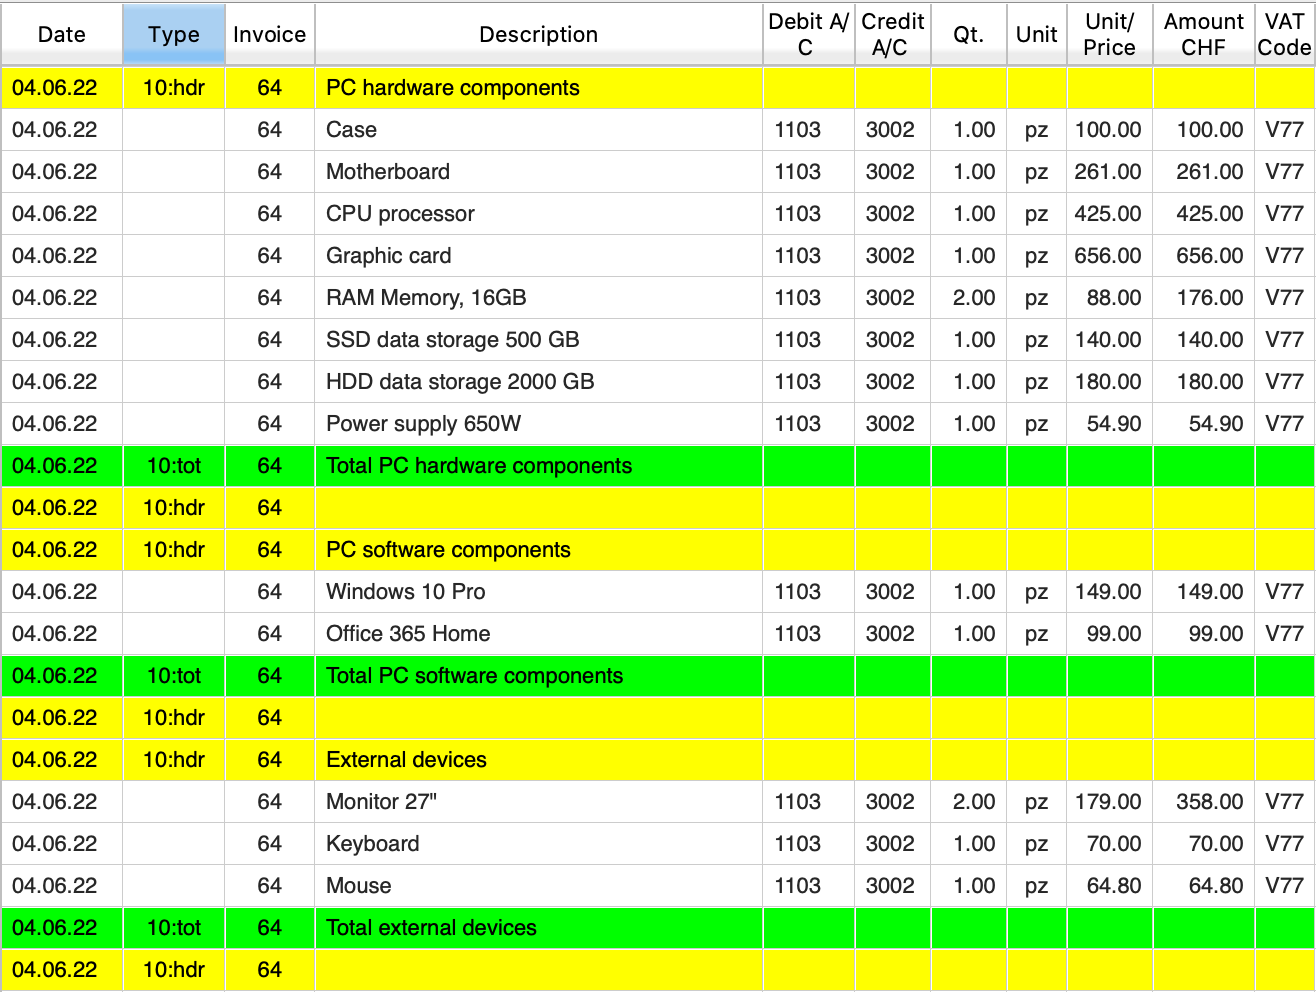 Date Type Invoice Description Debit A/C Credit A/C Qt. Unit Unit/Price Amount CHF VAT Code
04.06.22 10:hdr 64 PC hardware components
04.06.22 64 Case 1103 3002 1.00 pz 100.00 100.00 V77
04.06.22 64 Motherboard 1103 3002 1.00 pz 261.00 261.00 V77
04.06.22 64 CPU processor 1103 3002 1.00 pz 425.00 425.00 V77
04.06.22 64 Graphic card 1103 3002 1.00 pz 656.00 656.00 V77
04.06.22 64 RAM Memory, 16GB 1103 3002 2.00 pz 88.00 176.00 V77
04.06.22 64 SSD data storage 500 GB 1103 3002 1.00 pz 140.00 140.00 V77
04.06.22 64 HDD data storage 2000 GB 1103 3002 1.00 pz 180.00 180.00 V77
04.06.22 64 Power supply 650W 1103 3002 1.00 pz 54.90 54.90 V77
04.06.22 10:tot 64 Total PC hardware components
04.06.22 10:hdr 64
04.06.22 10:hdr 64 PC software components
04.06.22 64 Windows 10 Pro 1103 3002 1.00 pz 149.00 149.00 V77
04.06.22 64 Office 365 Home 1103 3002 1.00 pz 99.00 99.00 V77
04.06.22 10:tot 64 Total PC software components
04.06.22 10:hdr 64
04.06.22 10:hdr 64 External devices
04.06.22 64 Monitor 27" 1103 3002 2.00 pz 179.00 358.00 V77
04.06.22 64 Keyboard 1103 3002 1.00 pz 70.00 70.00 V77
04.06.22 64 Mouse 1103 3002 1.00 pz 64.80 64.80 V77
04.06.22 10:tot 64 Total external devices
04.06.22 10:hdr 64